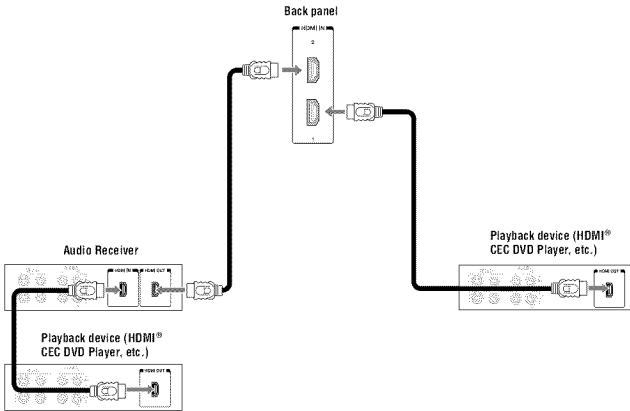 Back panel
HDMI IN
2
1
Playback device (HDMI®
CEC DVD Player, etc.)
HDMI OUT
Audio Receiver
HDMI IN
HDMI OUT
Playback device (HDMI®
CEC DVD Player, etc.)
HDMI OUT